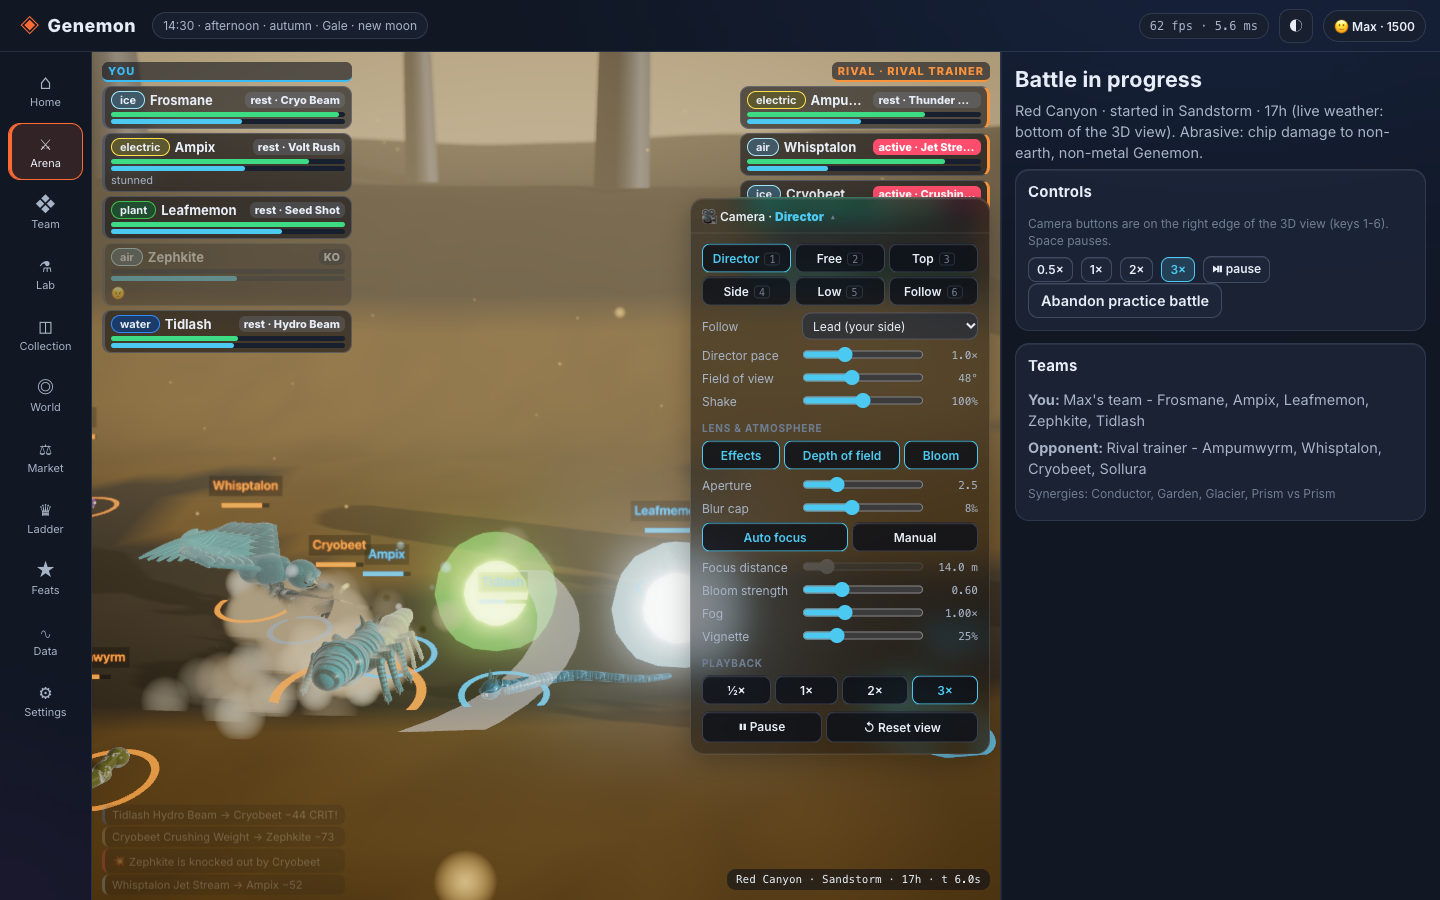 Genemon
14:30 · afternoon · autumn · Gale · new moon
62 fps · 5.6 ms
Max · 1500
Home
Arena
Team
Lab
Collection
World
Market
Ladder
Feats
Data
Settings
YOU
ice Frosmane rest · Cryo Beam
electric Ampix rest · Volt Rush
stunned
plant Leafmemon rest · Seed Shot
air Zephkite KO
water Tidlash rest · Hydro Beam
RIVAL · RIVAL TRAINER
electric Ampu... rest · Thunder ...
air Whisptalon active · Jet Stre...
ice Cryobeet active · Crushin...
Camera · Director
Director 1
Free 2
Top 3
Side 4
Low 5
Follow 6
Follow Lead (your side)
Director pace 1.0×
Field of view 48°
Shake 100%
LENS & ATMOSPHERE
Effects
Depth of field
Bloom
Aperture 2.5
Blur cap 8‰
Auto focus
Manual
Focus distance 14.0 m
Bloom strength 0.60
Fog 1.00×
Vignette 25%
PLAYBACK
½×
1×
2×
3×
Pause
Reset view
Whisptalon
Cryobeet
Ampix
Tidlash
Leafmem
wyrm
Tidlash Hydro Beam → Cryobeet −44 CRIT!
Cryobeet Crushing Weight → Zephkite −73
Zephkite is knocked out by Cryobeet
Whisptalon Jet Stream → Ampix −52
Red Canyon · Sandstorm · 17h · t 6.0s
Battle in progress
Red Canyon · started in Sandstorm · 17h (live weather:
bottom of the 3D view). Abrasive: chip damage to non-
earth, non-metal Genemon.
Controls
Camera buttons are on the right edge of the 3D view (keys 1-6).
Space pauses.
0.5×
1×
2×
3×
pause
Abandon practice battle
Teams
You: Max's team - Frosmane, Ampix, Leafmemon,
Zephkite, Tidlash
Opponent: Rival trainer - Ampumwyrm, Whisptalon,
Cryobeet, Sollura
Synergies: Conductor, Garden, Glacier, Prism vs Prism